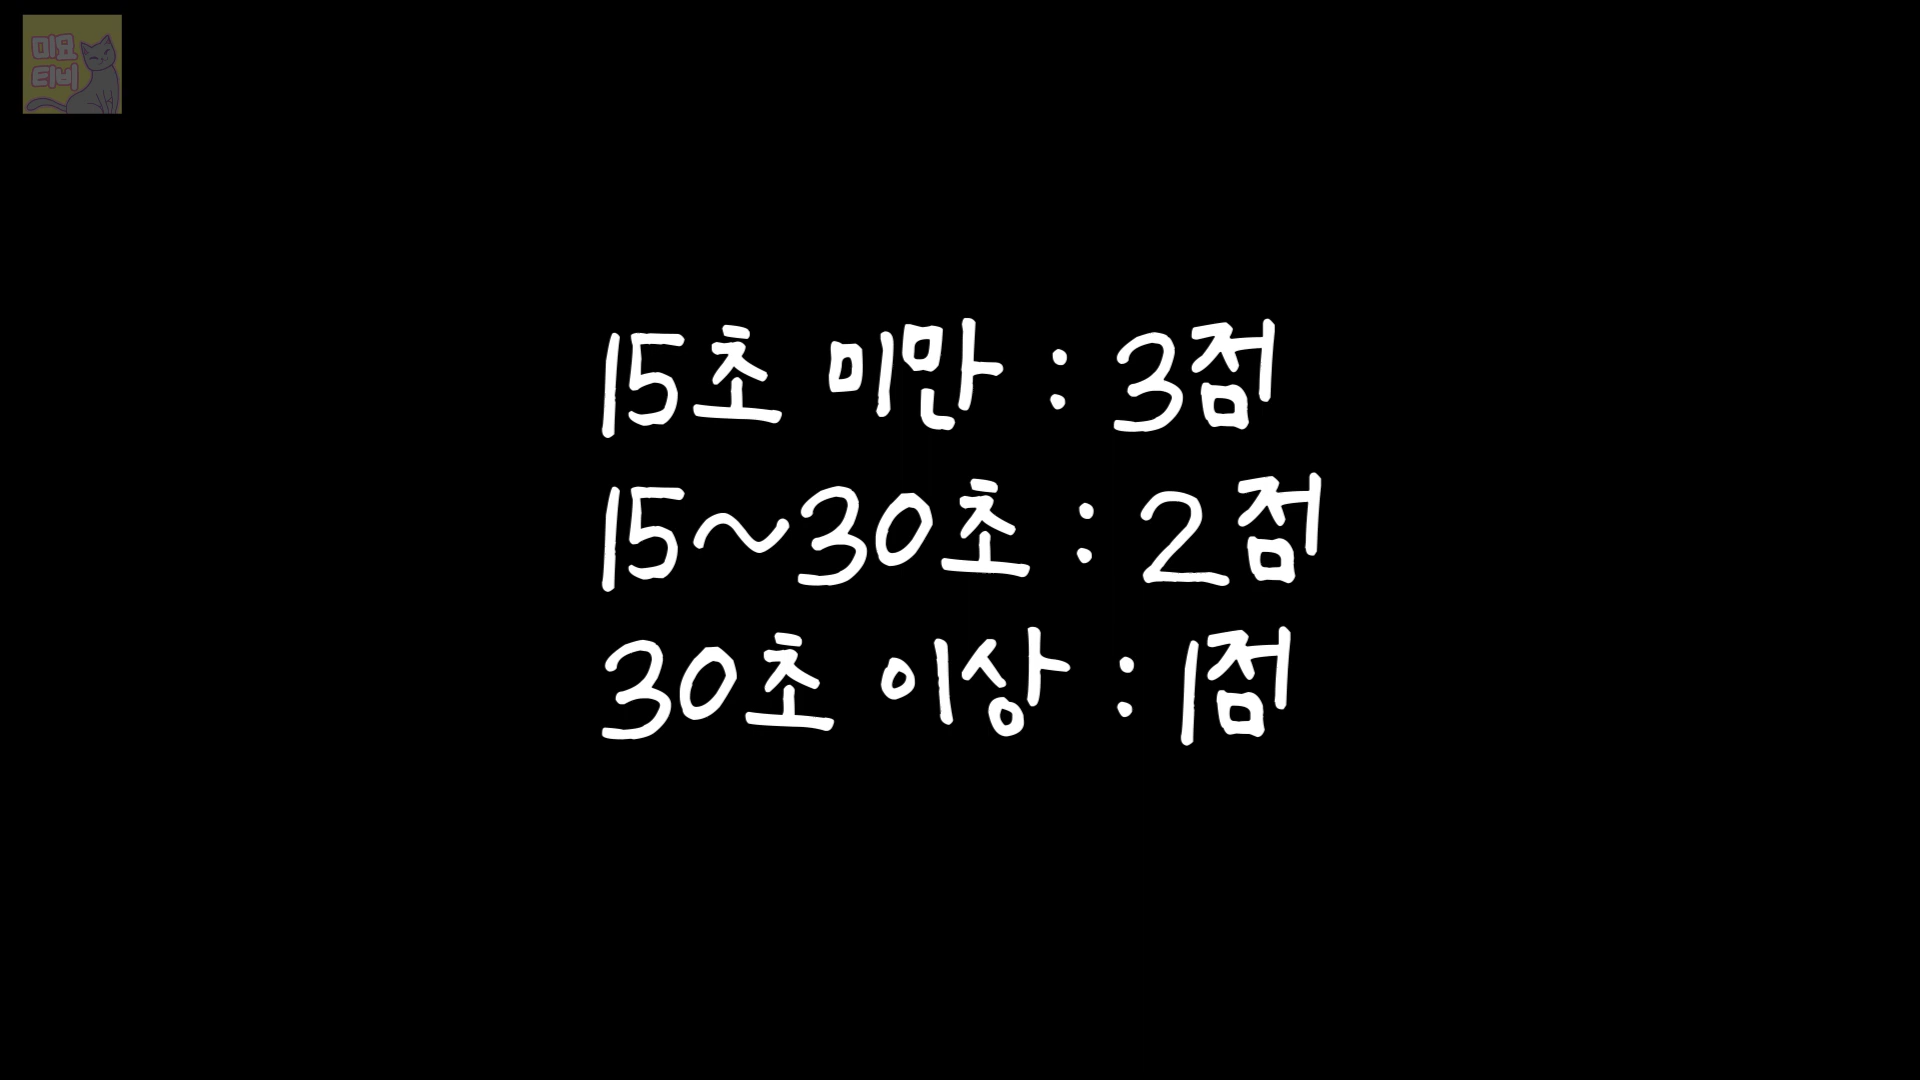 미묘
티비
15초 미만 : 3점
15~30초 : 2점
30초 이상 : 1점